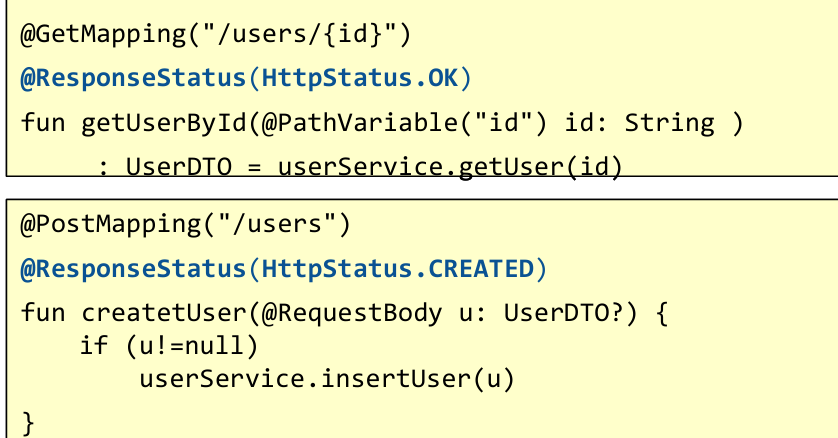 @GetMapping("/users/{id}")
@ResponseStatus(HttpStatus.OK)
fun getUserById(@PathVariable("id") id: String )
: UserDTO = userService.getUser(id)
@PostMapping("/users")
@ResponseStatus(HttpStatus.CREATED)
fun createtUser(@RequestBody u: UserDTO?) {
if (u!=null)
userService.insertUser(u)
}